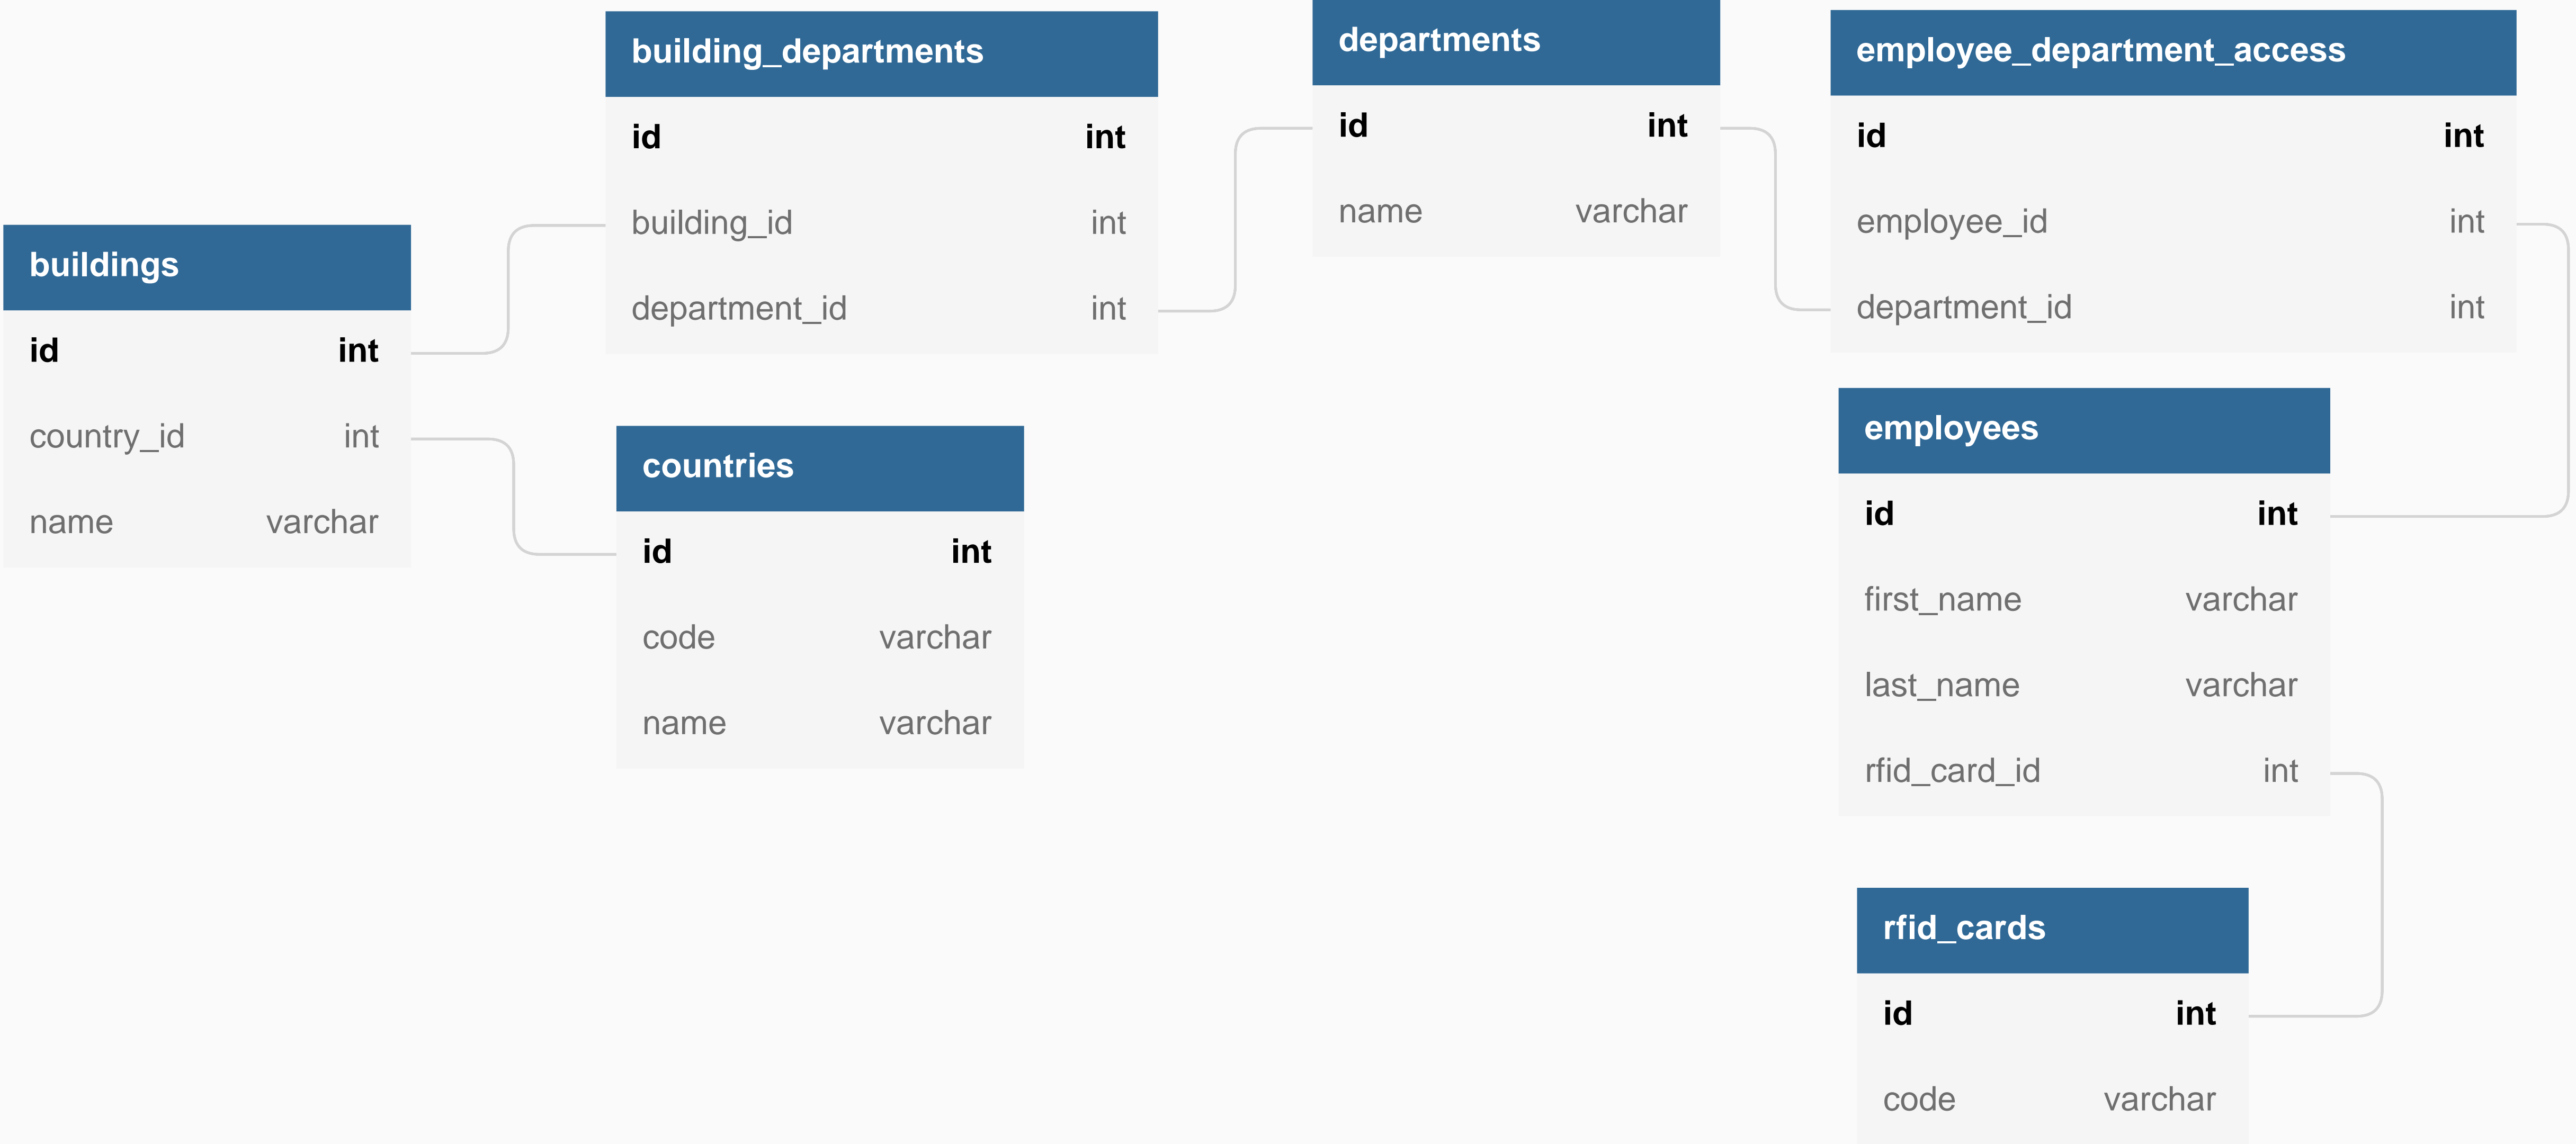 building_departments
id int
building_id int
department_id int
departments
id int
name varchar
employee_department_access
id int
employee_id int
department_id int
buildings
id int
country_id int
name varchar
countries
id int
code varchar
name varchar
employees
id int
first_name varchar
last_name varchar
rfid_card_id int
rfid_cards
id int
code varchar